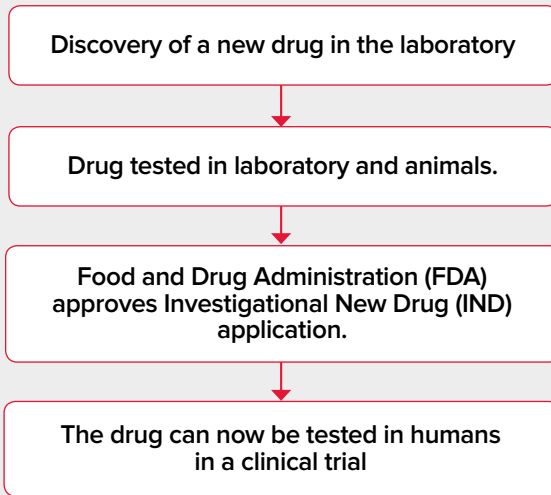 Discovery of a new drug in the laboratory
Drug tested in laboratory and animals.
Food and Drug Administration (FDA)
approves Investigational New Drug (IND)
application.
The drug can now be tested in humans
in a clinical trial